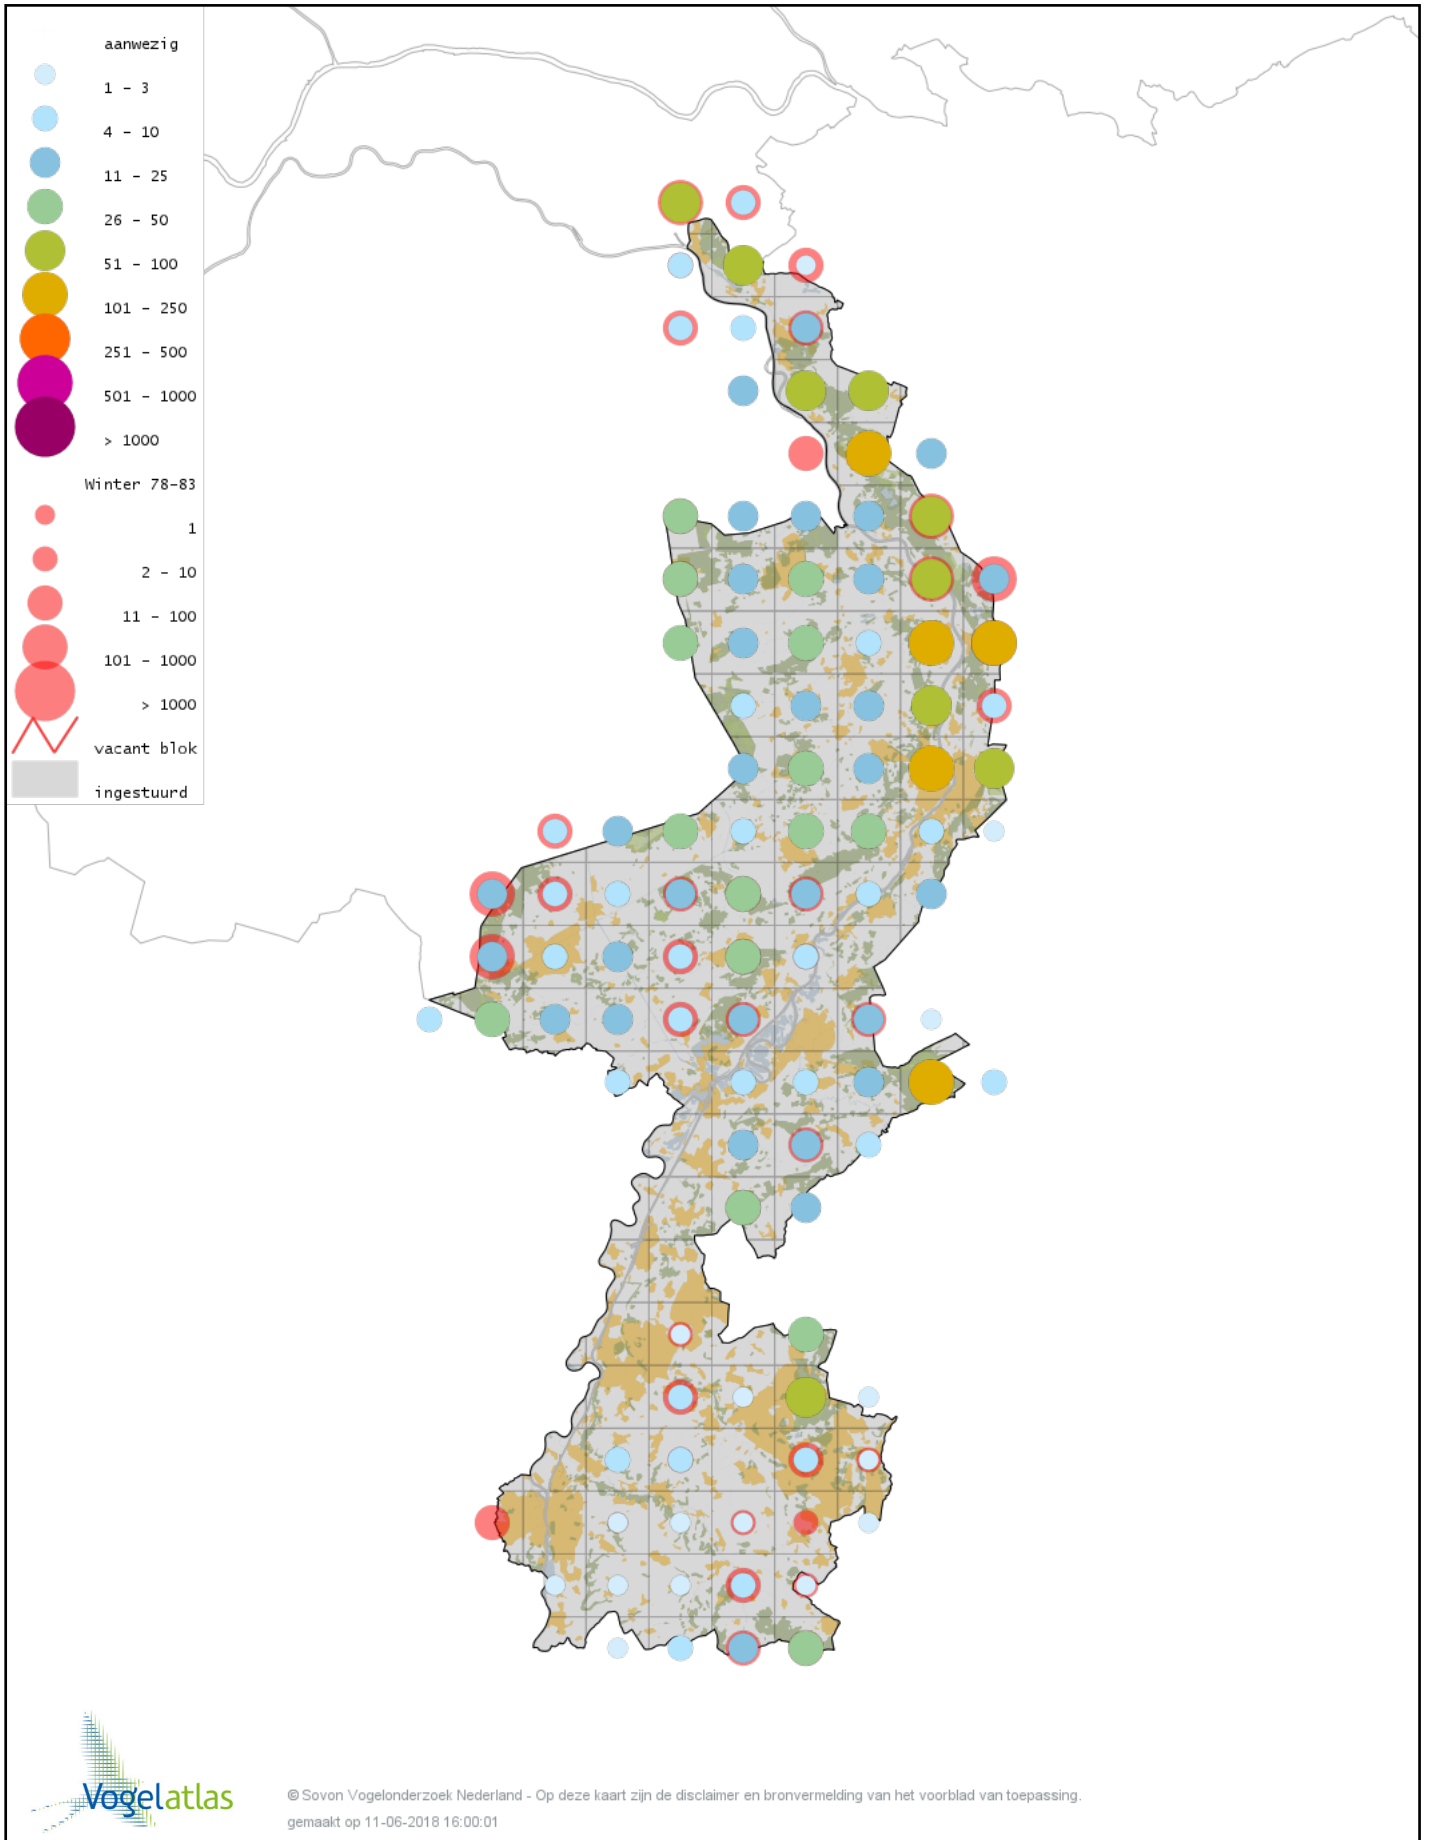 aanwezig
1 - 3
4 - 10
11 - 25
26 - 50
51 - 100
101 - 250
251 - 500
501 - 1000
> 1000
Winter 78-83
1
2 - 10
11 - 100
101 - 1000
> 1000
vacant blok
ingestuurd
Vogelatlas
© Sovon Vogelonderzoek Nederland - Op deze kaart zijn de disclaimer en bronvermelding van het voorblad van toepassing.
gemaakt op 11-06-2018 16:00:01